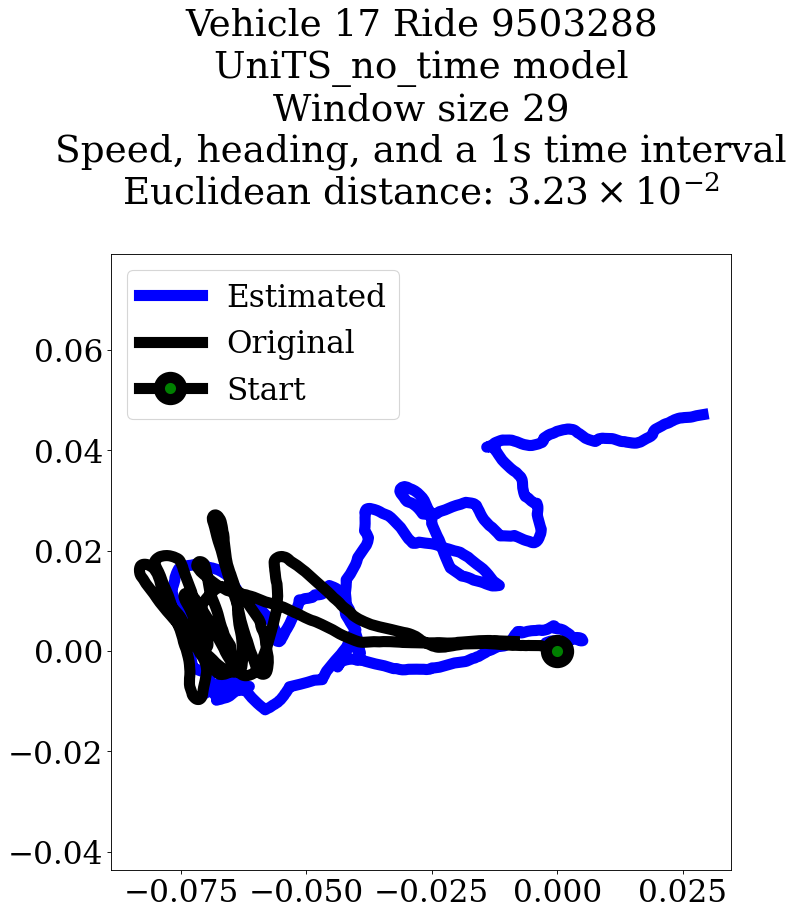 Vehicle 17 Ride 9503288
UniTS_no_time model
Window size 29
Speed, heading, and a 1s time interval
Euclidean distance: 3.23 × 10⁻²
Estimated
Original
Start
0.06
0.04
0.02
0.00
−0.02
−0.04
−0.075 −0.050 −0.025 0.000 0.025